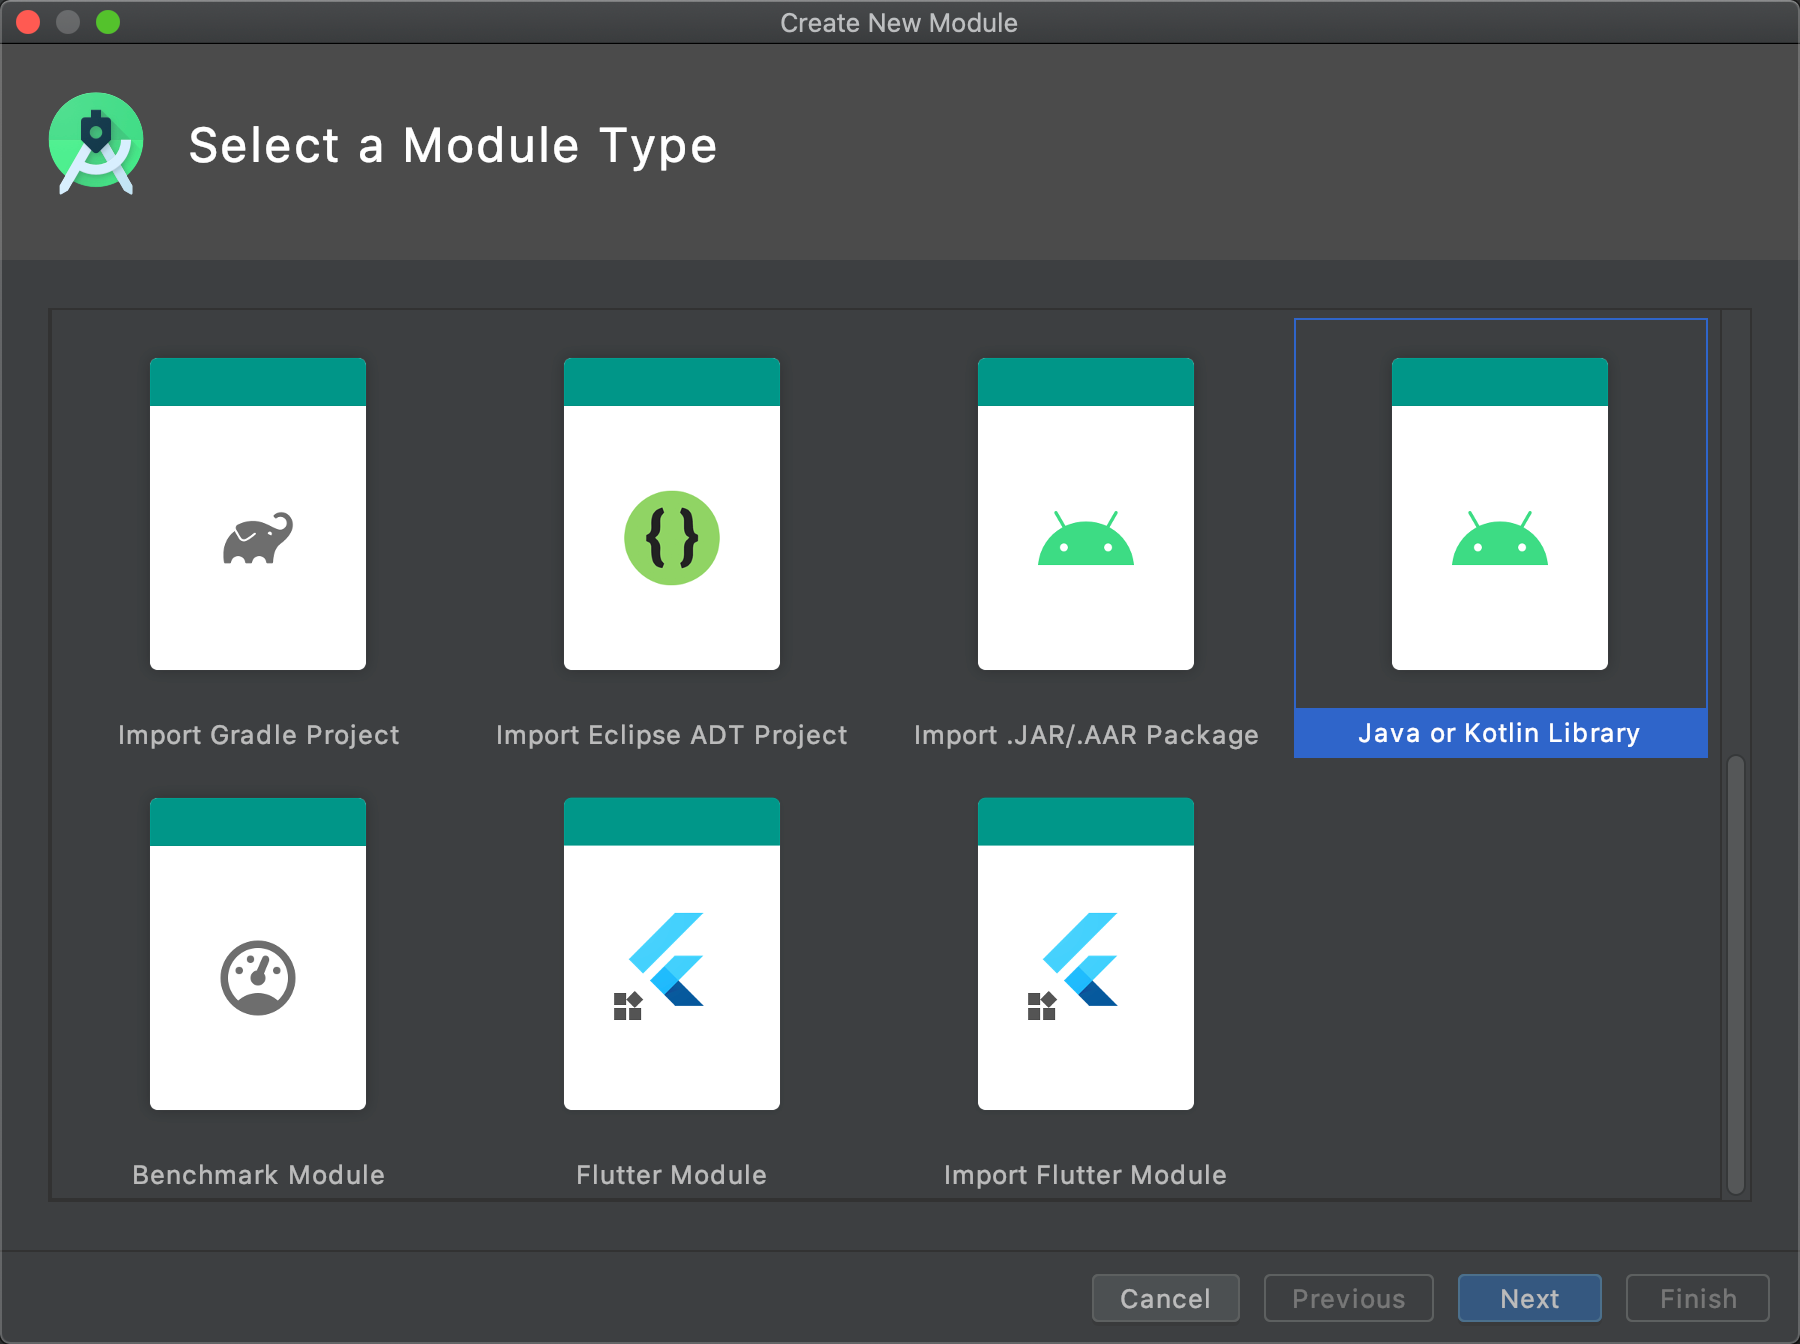 Create New Module
Select a Module Type
Import Gradle Project
Import Eclipse ADT Project
Import .JAR/.AAR Package
Java or Kotlin Library
Benchmark Module
Flutter Module
Import Flutter Module
Cancel
Previous
Next
Finish